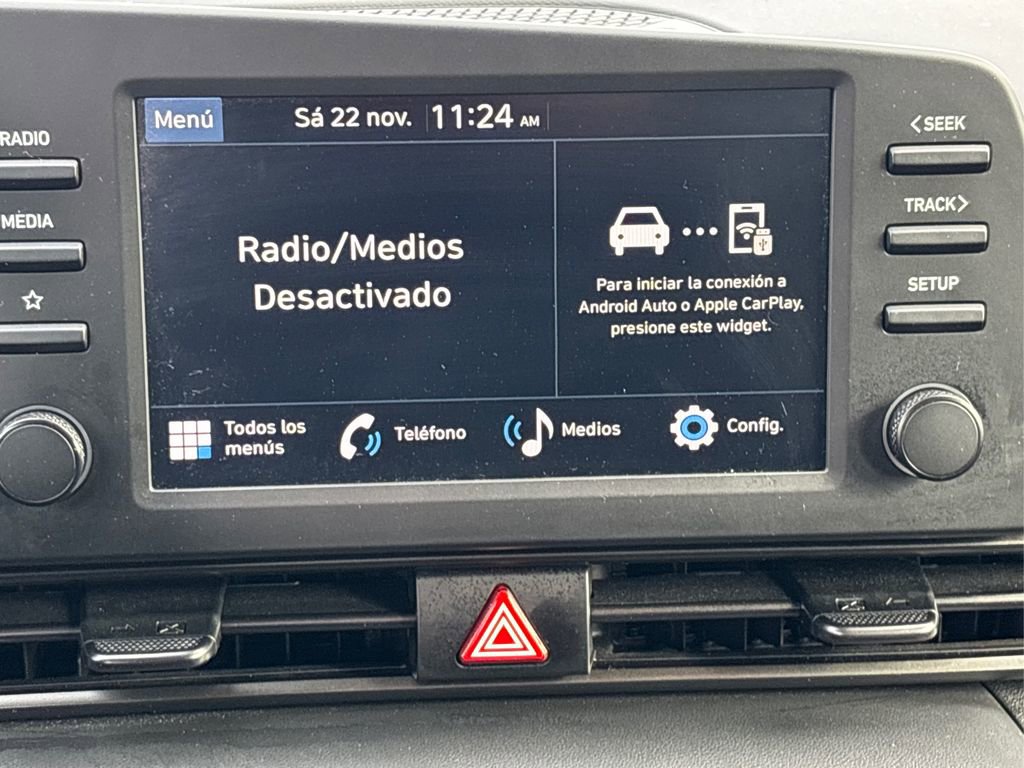 RADIO
MEDIA
☆
Menú
Sá 22 nov.
11:24 AM
Radio/Medios
Desactivado
Para iniciar la conexión a
Android Auto o Apple CarPlay,
presione este widget.
Todos los
menús
Teléfono
Medios
Config.
<SEEK
TRACK>
SETUP